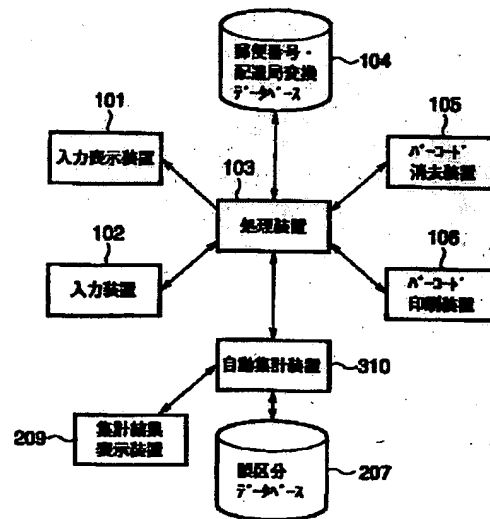 郵便番号・
配達局変換
データベース
104
101
入力表示装置
103
処理装置
105
バーコード
消去装置
102
入力装置
106
バーコード
印刷装置
自動集計装置
310
209
集計結果
表示装置
誤区分
データベース
207